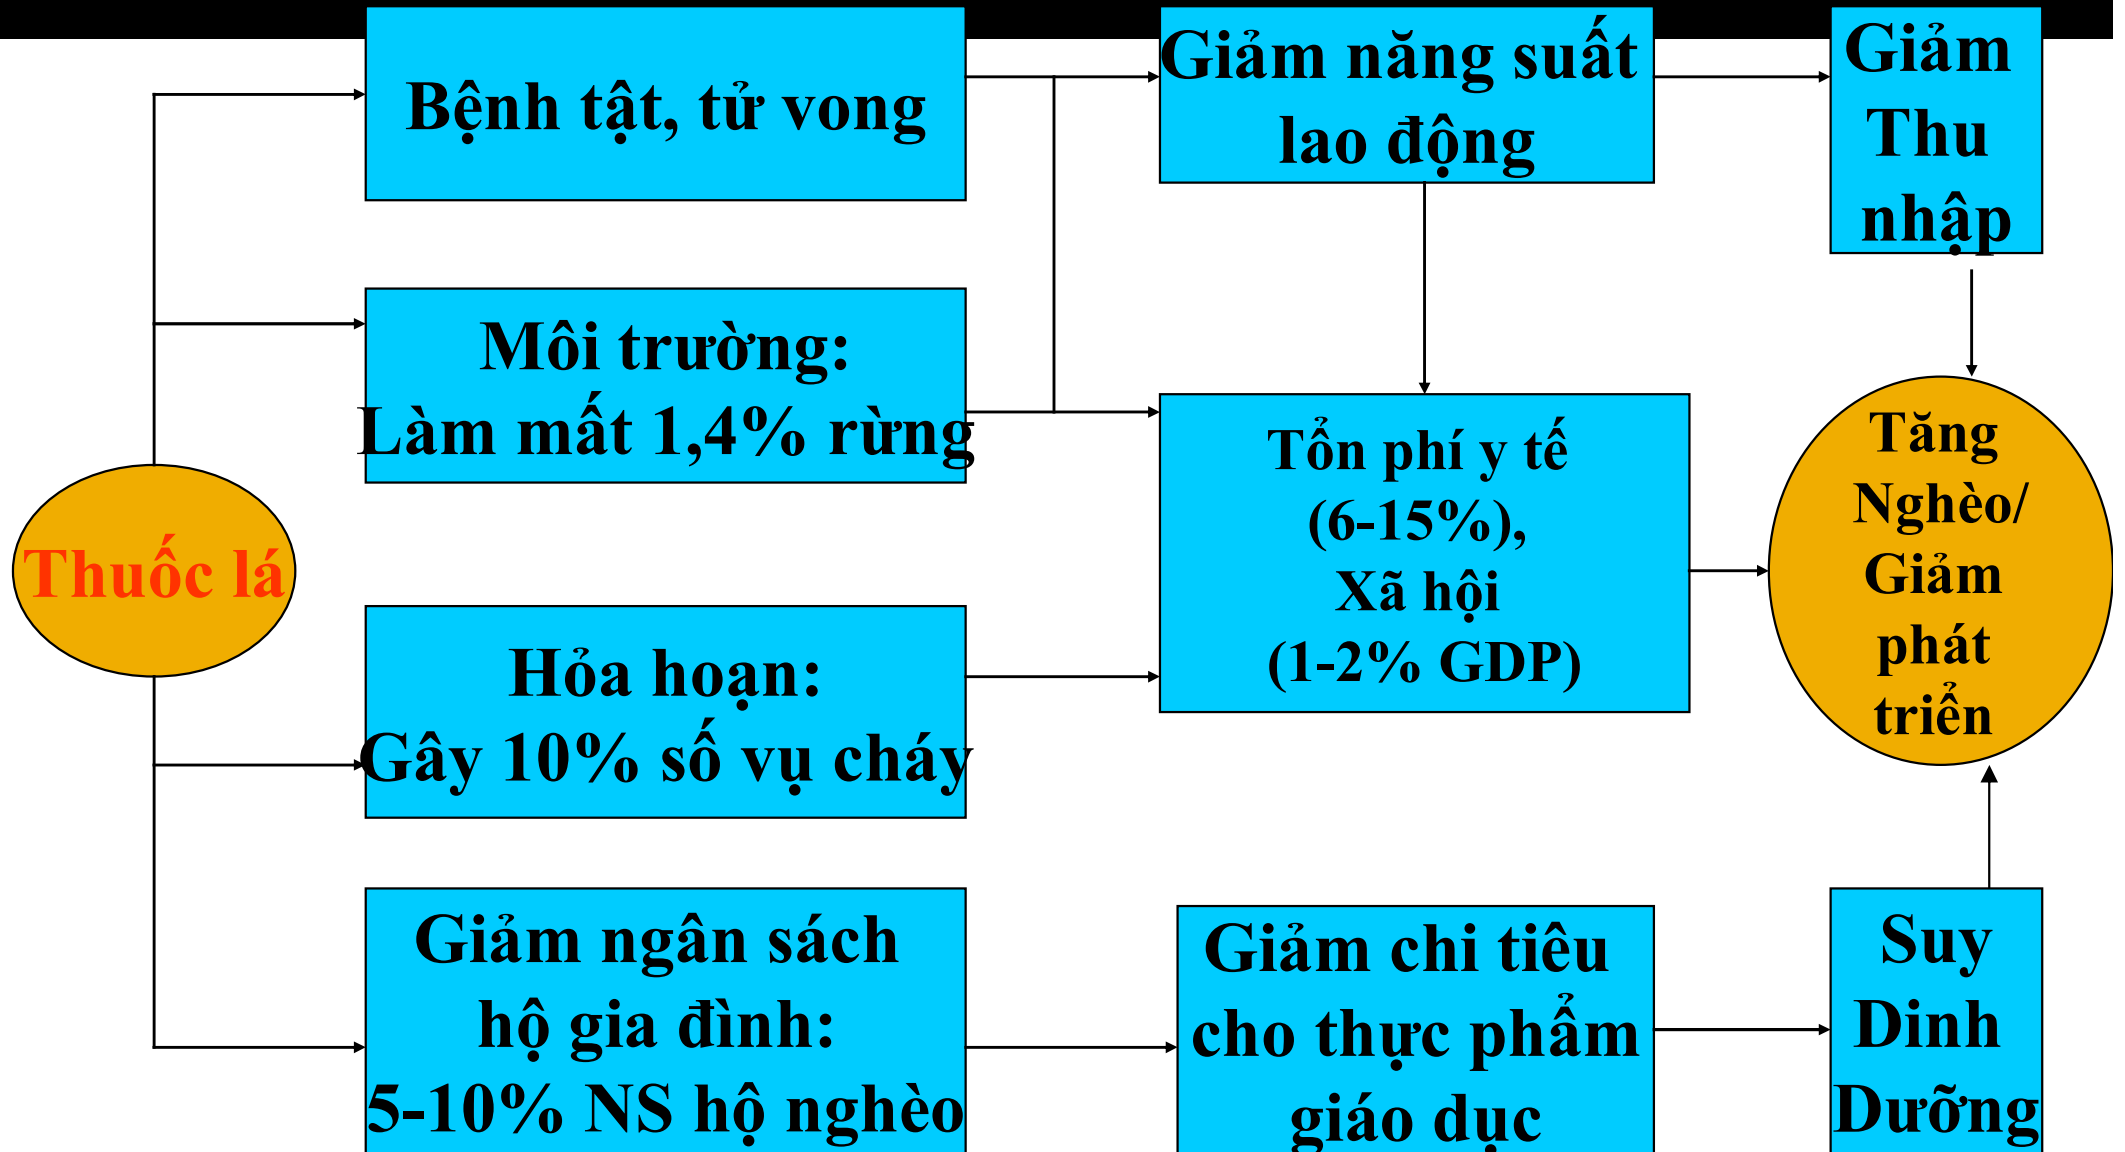 Bệnh tật, tử vong
Giảm năng suất
lao động
Giảm
Thu
nhập
Môi trường:
Làm mất 1,4% rừng
Thuốc lá
Tổn phí y tế
(6-15%),
Xã hội
(1-2% GDP)
Tăng
Nghèo/
Giảm
phát
triển
Hỏa hoạn:
Gây 10% số vụ cháy
Giảm ngân sách
hộ gia đình:
5-10% NS hộ nghèo
Giảm chi tiêu
cho thực phẩm
giáo dục
Suy
Dinh
Dưỡng